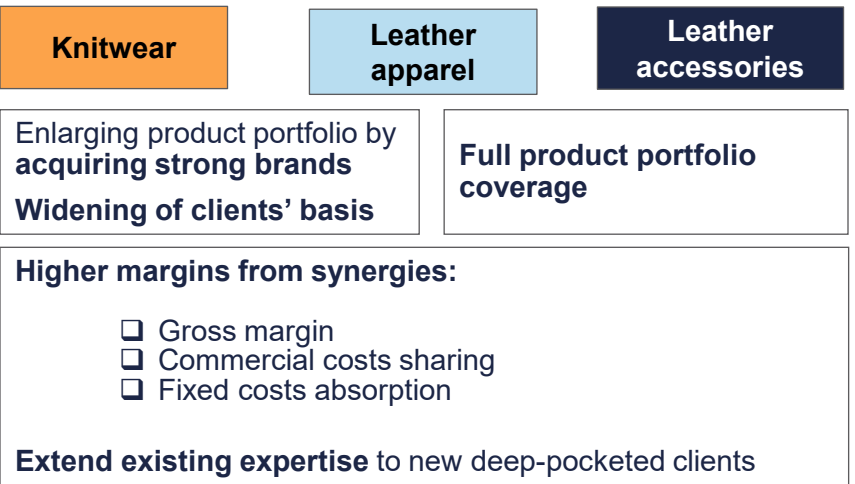 Knitwear
Leather
apparel
Leather
accessories
Enlarging product portfolio by
acquiring strong brands
Widening of clients’ basis
Full product portfolio
coverage
Higher margins from synergies:
❑ Gross margin
❑ Commercial costs sharing
❑ Fixed costs absorption
Extend existing expertise to new deep-pocketed clients